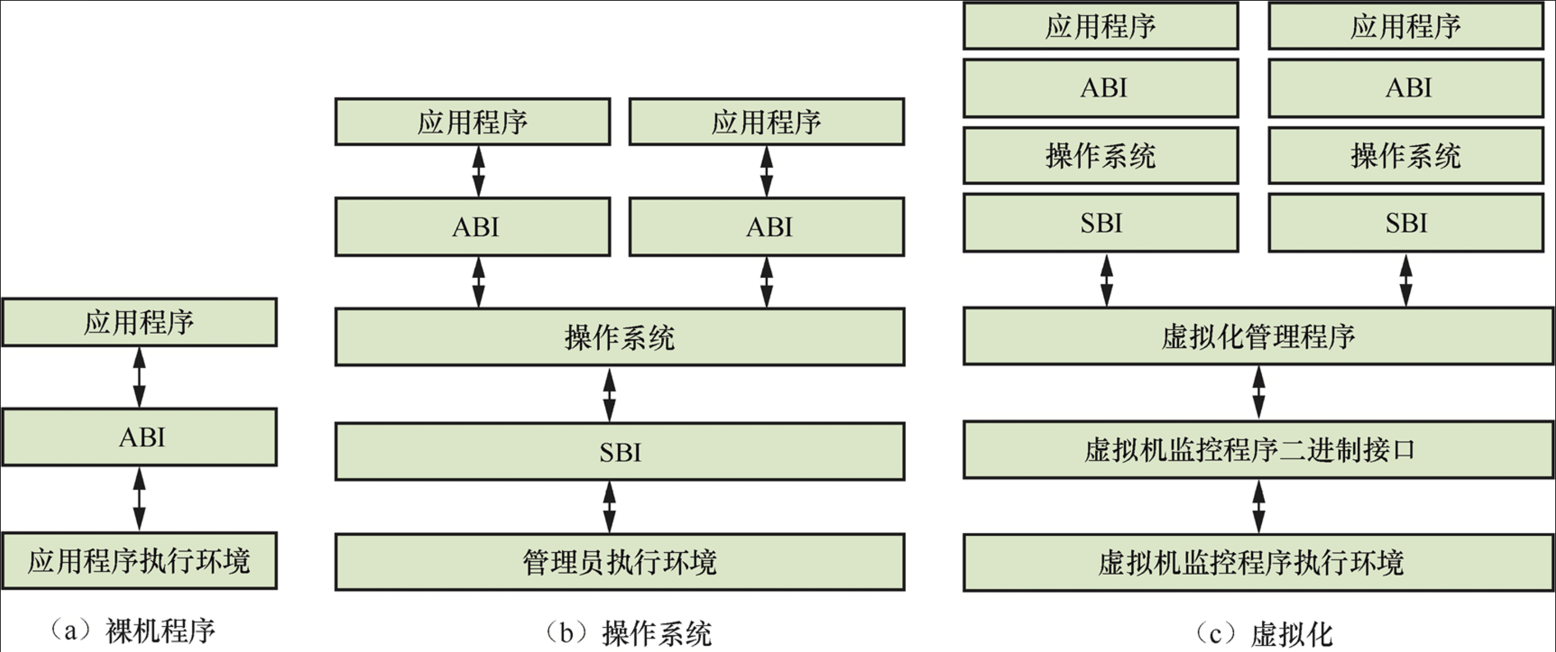 应用程序
ABI
应用程序执行环境
（a）裸机程序
应用程序 应用程序
ABI ABI
操作系统
SBI
管理员执行环境
（b）操作系统
应用程序 应用程序
ABI ABI
操作系统 操作系统
SBI SBI
虚拟化管理程序
虚拟机监控程序二进制接口
虚拟机监控程序执行环境
（c）虚拟化